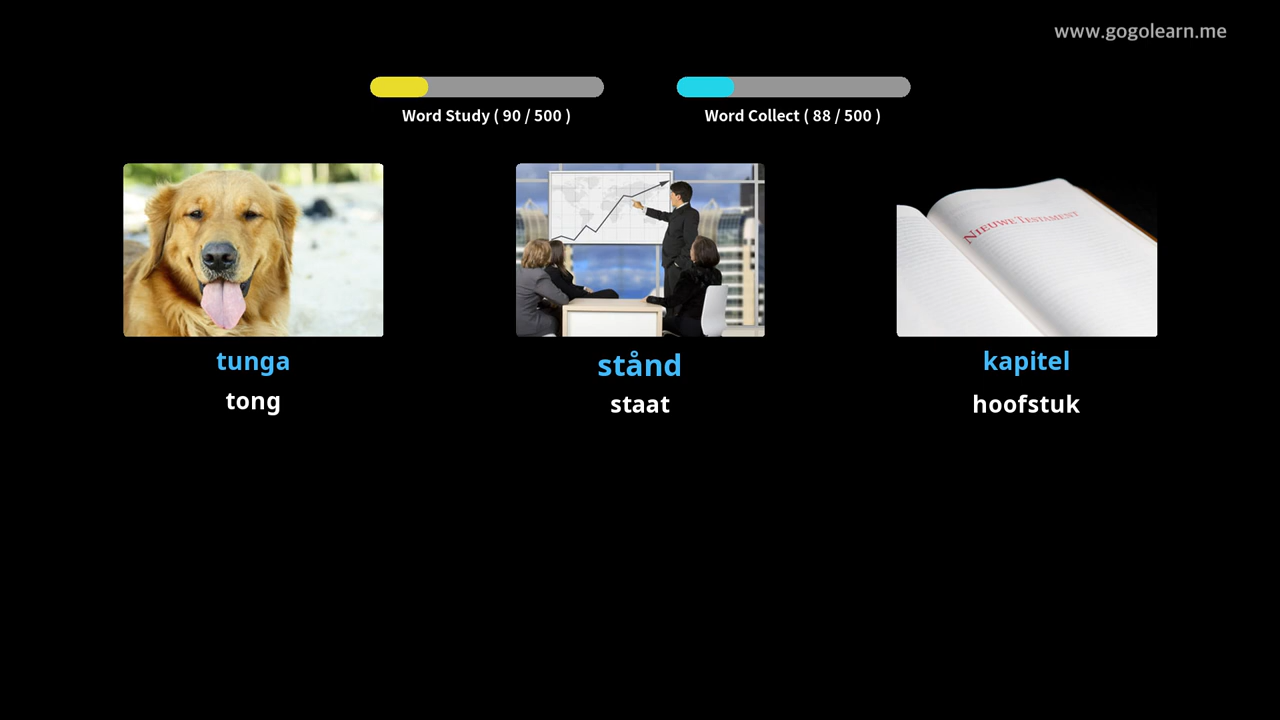 www.gogolearn.me
Word Study ( 90 / 500 )
Word Collect ( 88 / 500 )
NIEUWE TESTAMENT
tunga
stånd
kapitel
tong
staat
hoofstuk